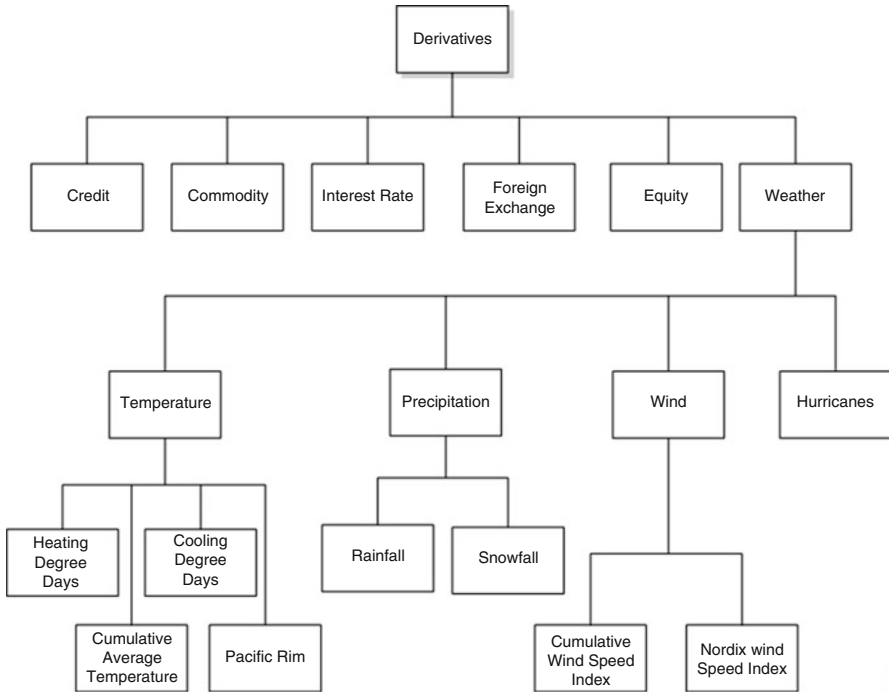 Derivatives
Credit
Commodity
Interest Rate
Foreign
Exchange
Equity
Weather
Temperature
Precipitation
Wind
Hurricanes
Heating
Degree
Days
Cooling
Degree
Days
Rainfall
Snowfall
Cumulative
Average
Temperature
Pacific Rim
Cumulative
Wind Speed
Index
Nordix wind
Speed Index